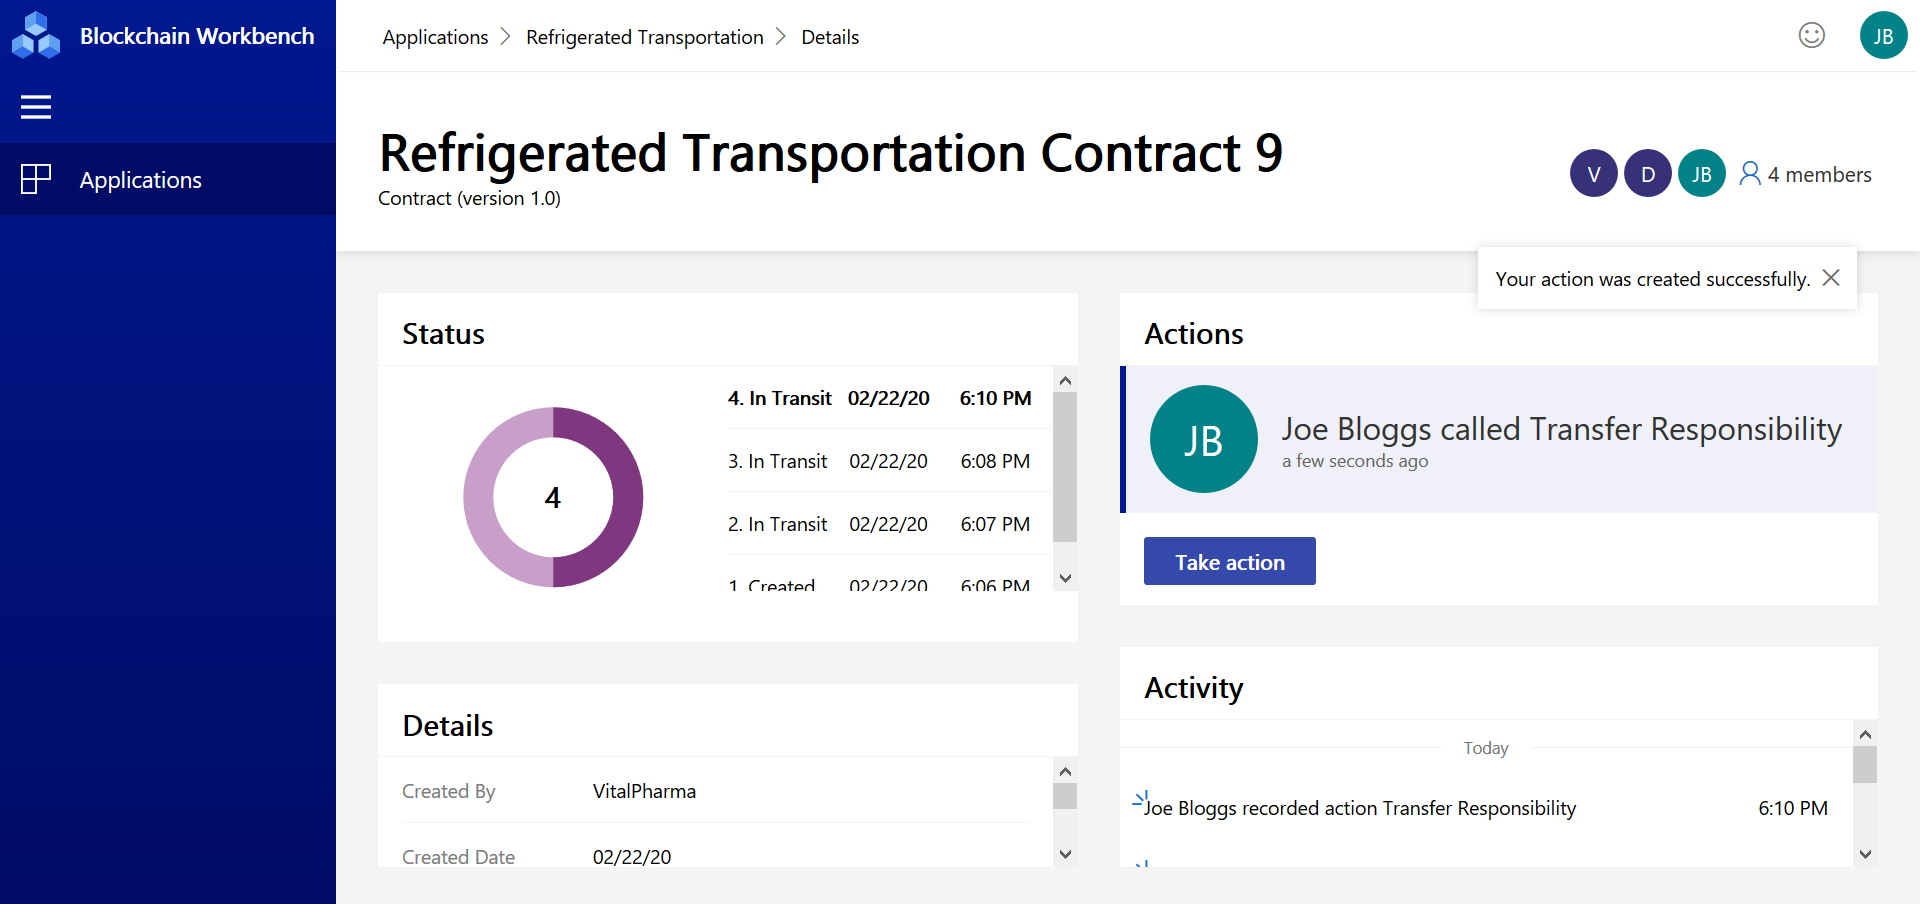 Blockchain Workbench
Applications
Applications > Refrigerated Transportation > Details
JB
Refrigerated Transportation Contract 9
Contract (version 1.0)
V D JB 4 members
Your action was created successfully.
Status
4
4. In Transit 02/22/20 6:10 PM
3. In Transit 02/22/20 6:08 PM
2. In Transit 02/22/20 6:07 PM
1. Created 02/22/20 6:06 PM
Details
Created By VitalPharma
Created Date 02/22/20
Actions
JB
Joe Bloggs called Transfer Responsibility
a few seconds ago
Take action
Activity
Today
Joe Bloggs recorded action Transfer Responsibility 6:10 PM